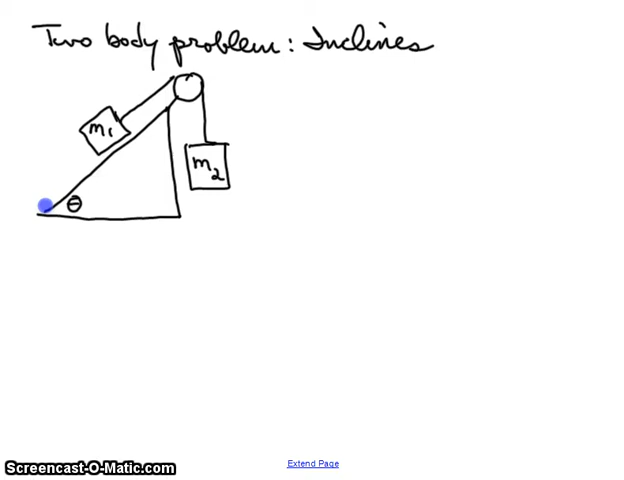 Two body problem: Inclines
m1
m2
θ
Extend Page
Screencast-O-Matic.com